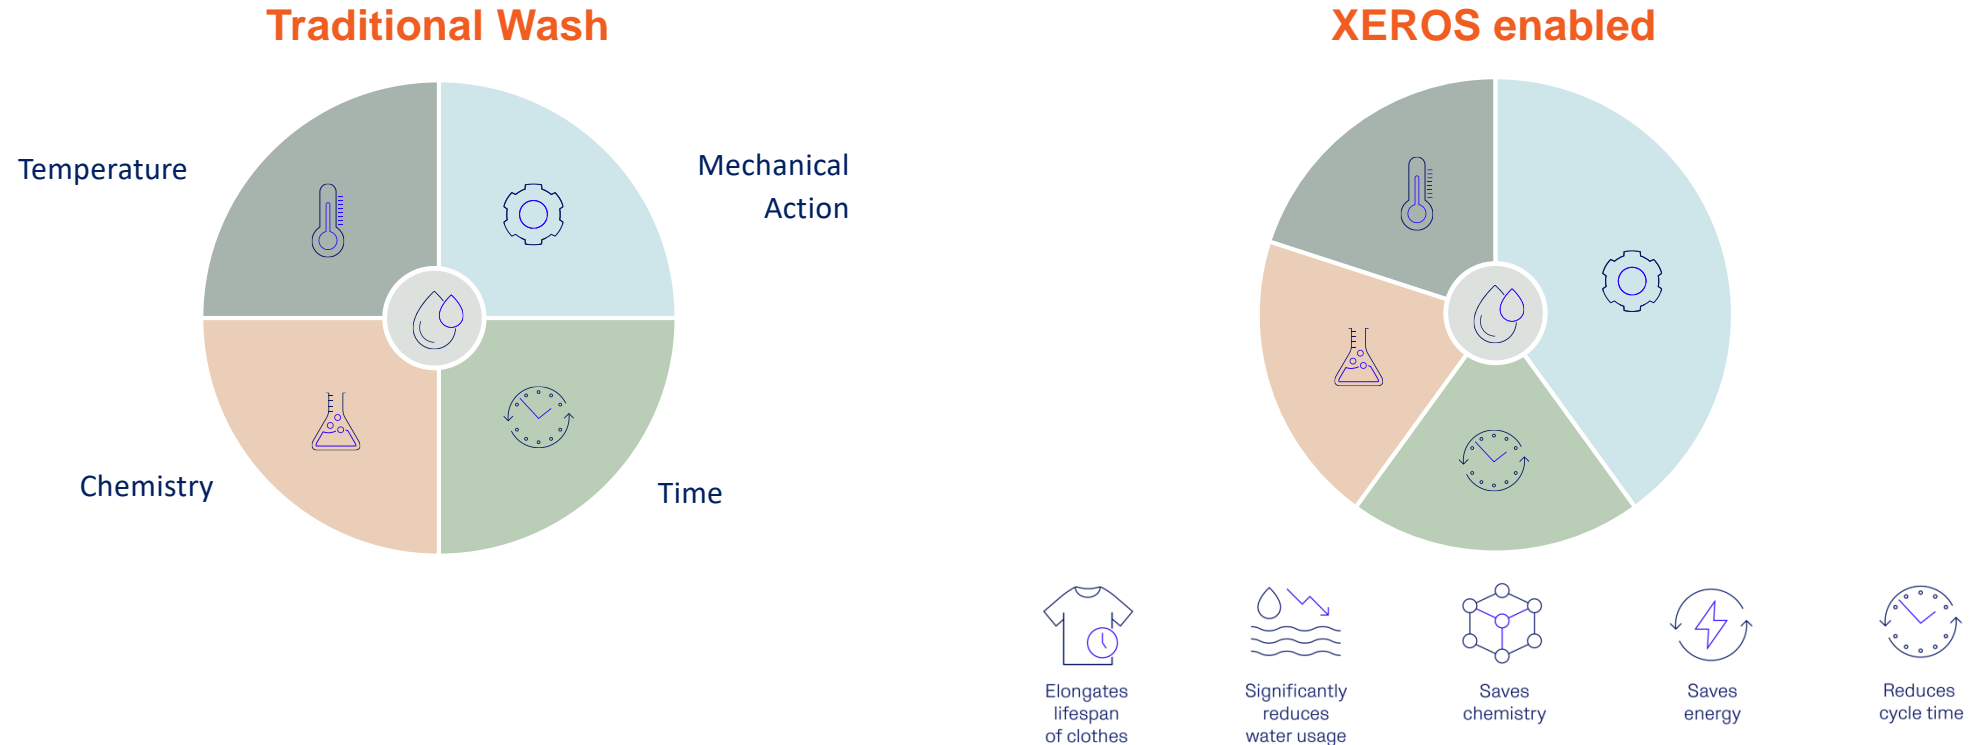 Traditional Wash
XEROS enabled
Temperature
Mechanical
Action
Chemistry
Time
Elongates
lifespan
of clothes
Significantly
reduces
water usage
Saves
chemistry
Saves
energy
Reduces
cycle time